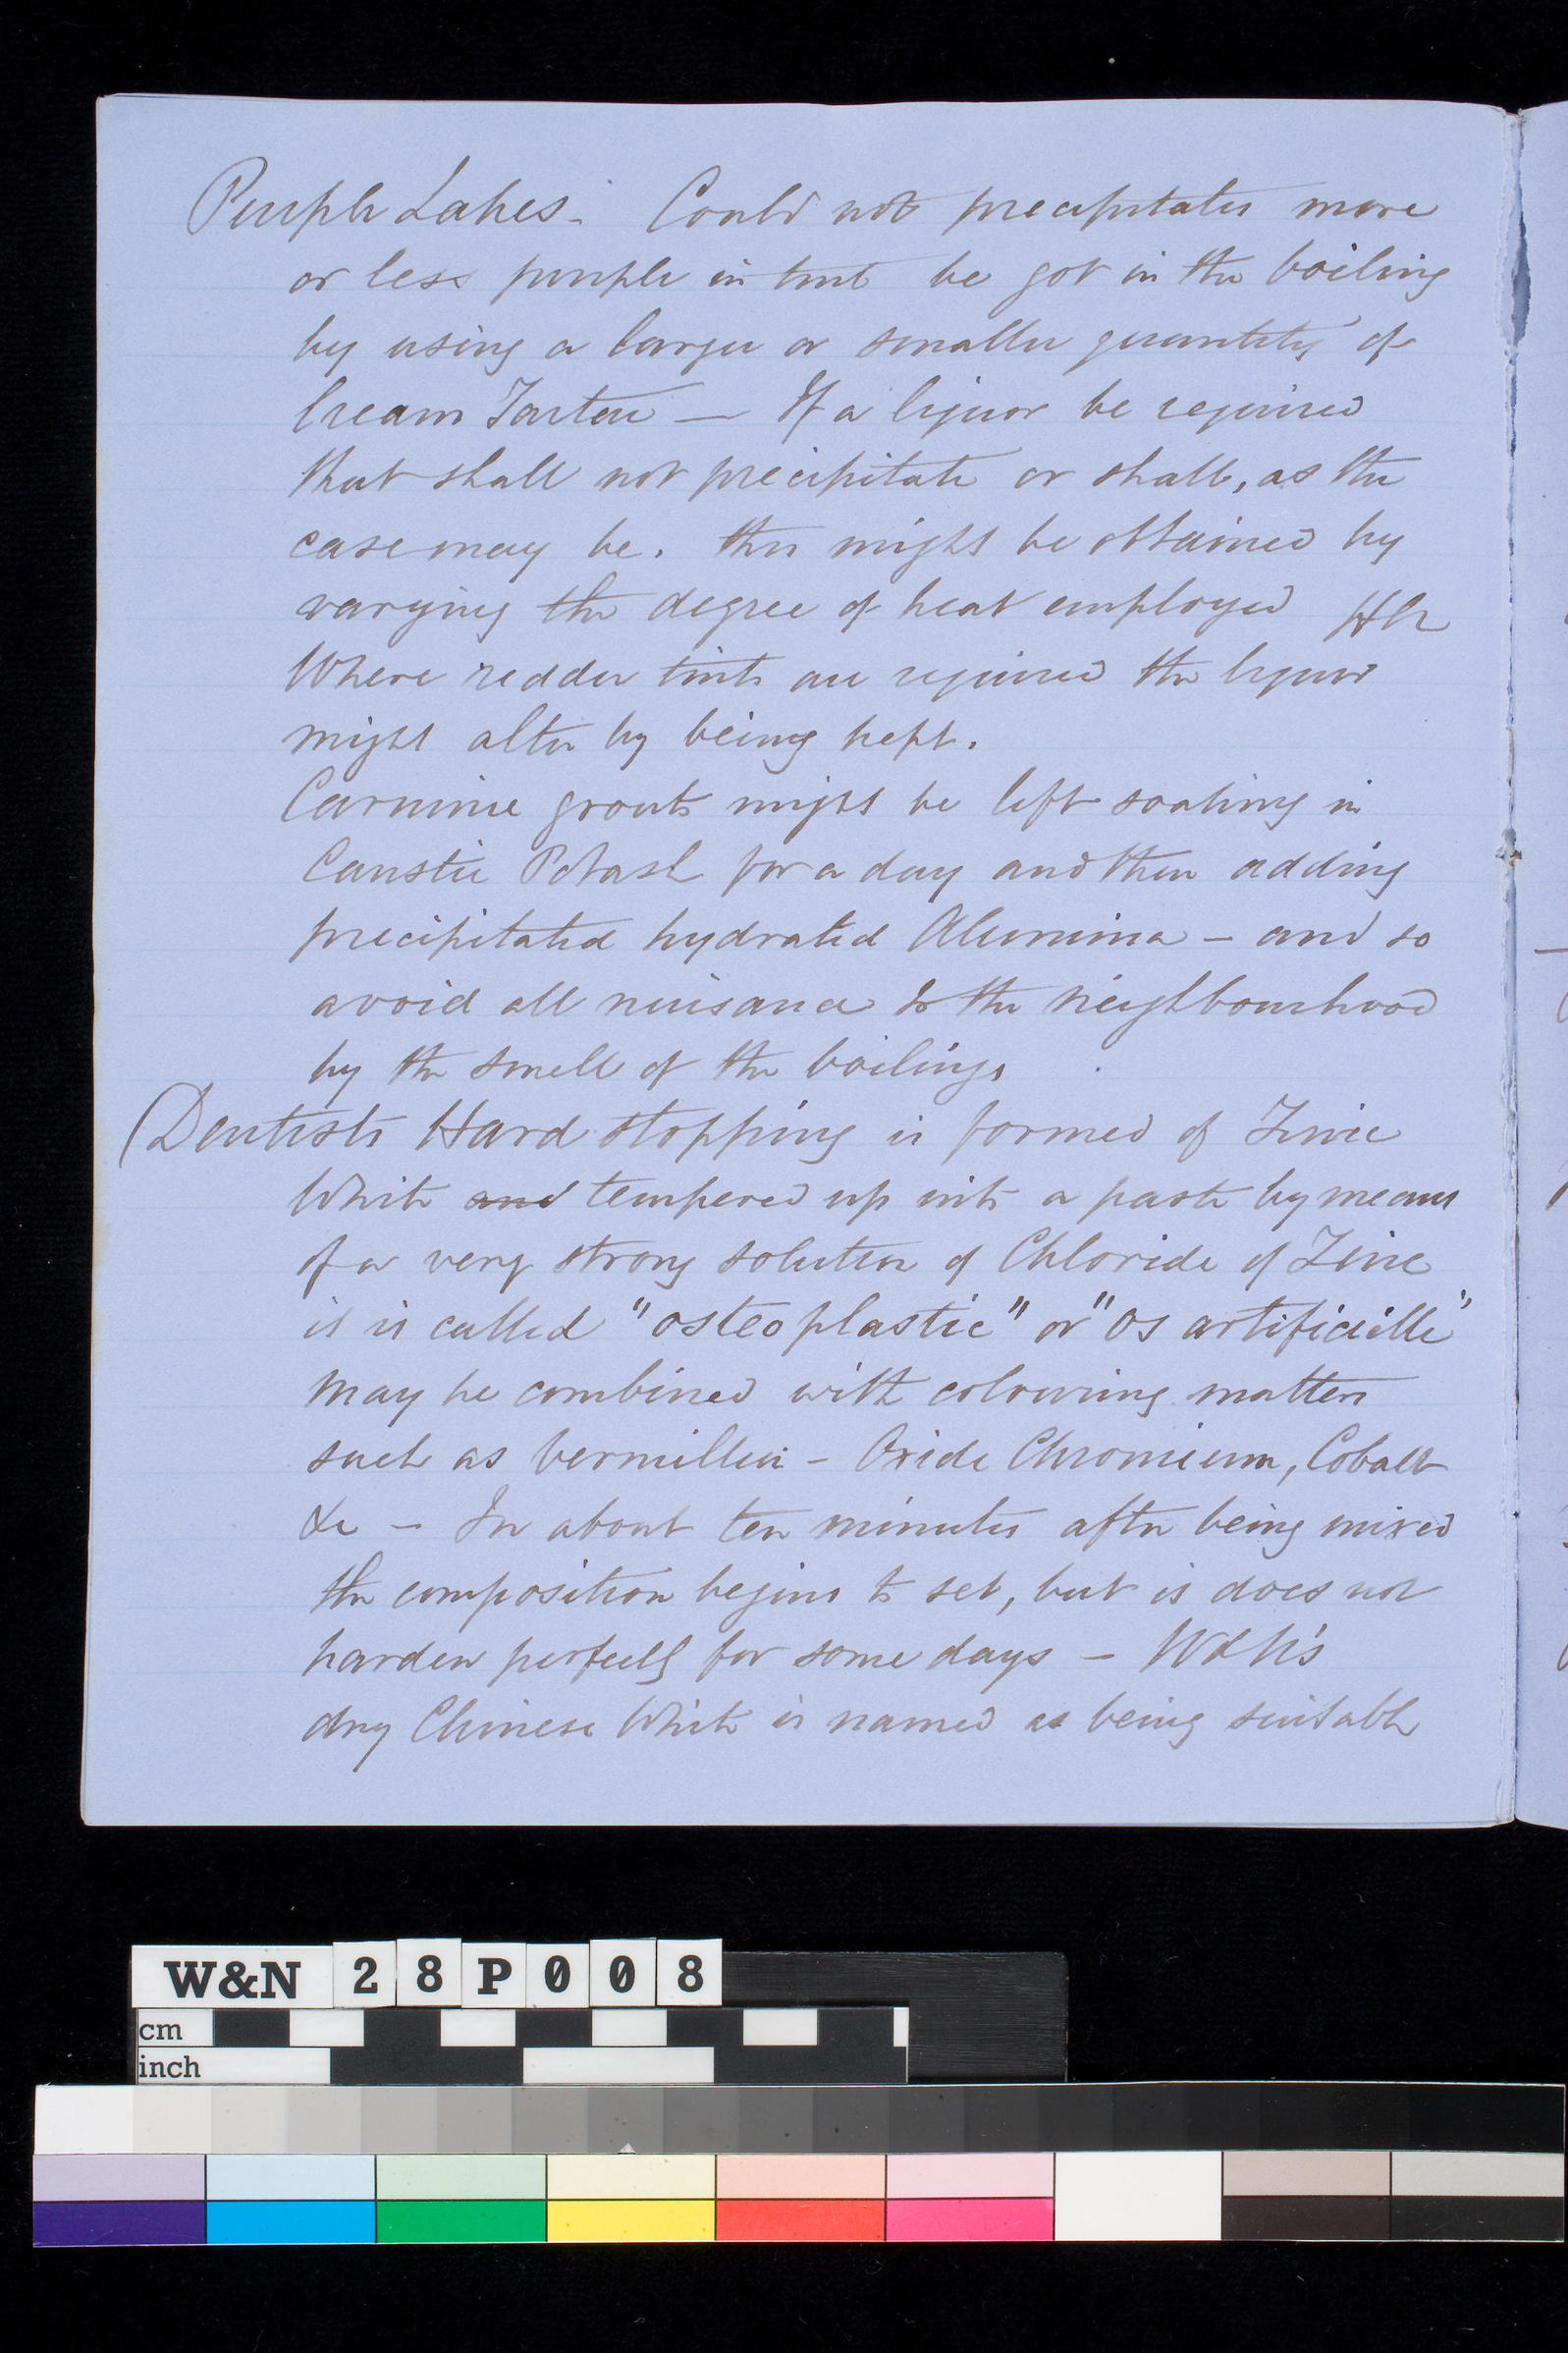 Purple Lakes. Could not precipitates more
or less purple in tint be got in the boiling
by using a larger or smaller quantity of
Cream Tartar — If a liquor be required
that shall not precipitate or shall, as the
case may be. this might be obtained by
varying the degree of heat employed
Where redder tints are required the liquor
might alter by being kept.
Carmine grouts might be left soaking in
Caustic Potash for a day and then adding
precipitated hydrated Alumina - and so
avoid all nuisance to the neighbourhood
by the smell of the boilings
(Dentists Hard stopping is formed of Zinc
White and tempered up into a paste by means
of a very strong solution of Chloride of Zinc
it is called "osteoplastic" or "os artificielle"
may be combined with colouring matters
such as vermillion - Oxide Chromium, Cobalt
&c - In about ten minutes after being mixed
the composition begins to set, but it does not
harden perfectly for some days - W&N's
dry Chinese White is named as being suitable
W&N 28P008
cm
inch